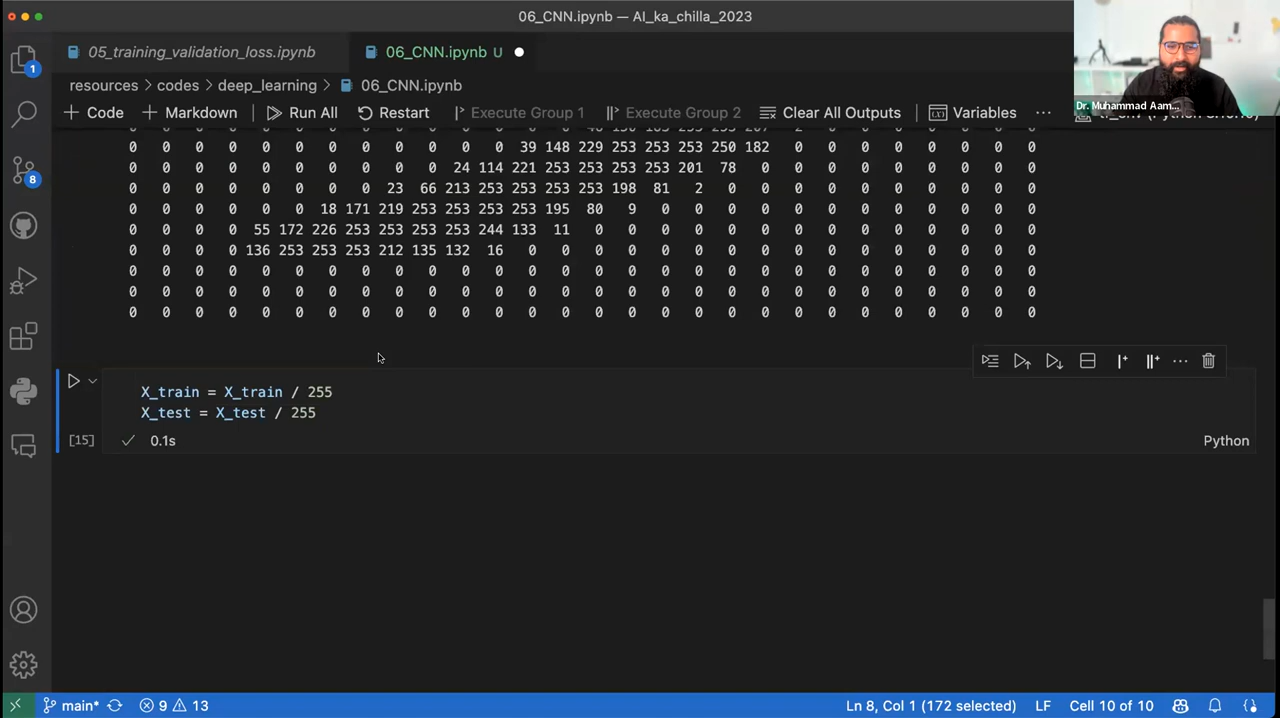 06_CNN.ipynb — AI_ka_chilla_2023
05_training_validation_loss.ipynb
06_CNN.ipynb U
1
resources > codes > deep_learning > 06_CNN.ipynb
Dr. Muhammad Aam...
+ Code + Markdown Run All Restart Execute Group 1 Execute Group 2 Clear All Outputs Variables ...
0 0 0 0 0 0 0 0 0 0 0 0 39 148 229 253 253 253 250 182 0 0 0 0 0 0 0 0
0 0 0 0 0 0 0 0 0 0 24 114 221 253 253 253 253 201 78 0 0 0 0 0 0 0 0 0
8
0 0 0 0 0 0 0 0 23 66 213 253 253 253 253 198 81 2 0 0 0 0 0 0 0 0 0 0
0 0 0 0 0 0 18 171 219 253 253 253 253 195 80 9 0 0 0 0 0 0 0 0 0 0 0 0
0 0 0 0 55 172 226 253 253 253 253 244 133 11 0 0 0 0 0 0 0 0 0 0 0 0 0 0
0 0 0 0 136 253 253 253 212 135 132 16 0 0 0 0 0 0 0 0 0 0 0 0 0 0 0 0
0 0 0 0 0 0 0 0 0 0 0 0 0 0 0 0 0 0 0 0 0 0 0 0 0 0 0 0
0 0 0 0 0 0 0 0 0 0 0 0 0 0 0 0 0 0 0 0 0 0 0 0 0 0 0 0
0 0 0 0 0 0 0 0 0 0 0 0 0 0 0 0 0 0 0 0 0 0 0 0 0 0 0 0
X_train = X_train / 255
X_test = X_test / 255
[15] 0.1s Python
main* 9 13 Ln 8, Col 1 (172 selected) LF Cell 10 of 10